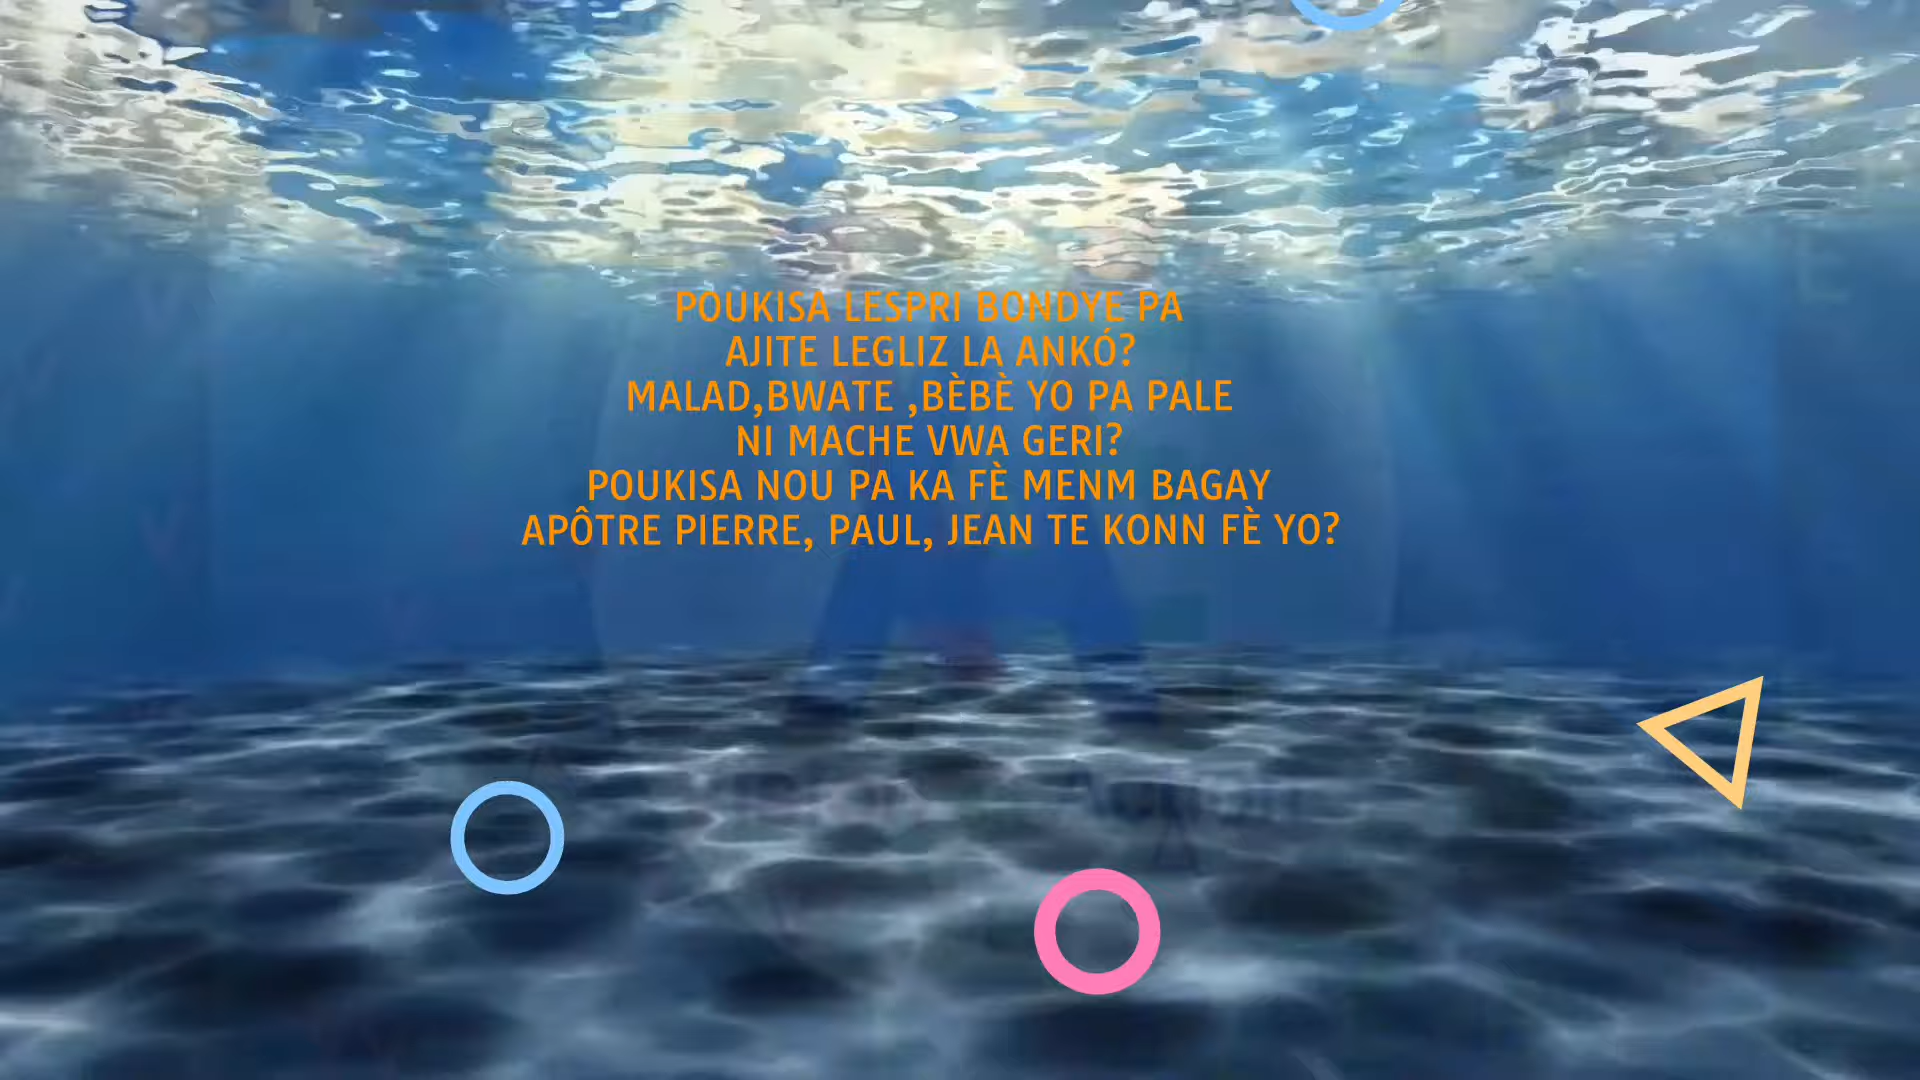 POUKISA LESPRI BONDYE PA
AJITE LEGLIZ LA ANKÓ?
MALAD,BWATE ,BÈBÈ YO PA PALE
NI MACHE VWA GERI?
POUKISA NOU PA KA FÈ MENM BAGAY
APÔTRE PIERRE, PAUL, JEAN TE KONN FÈ YO?